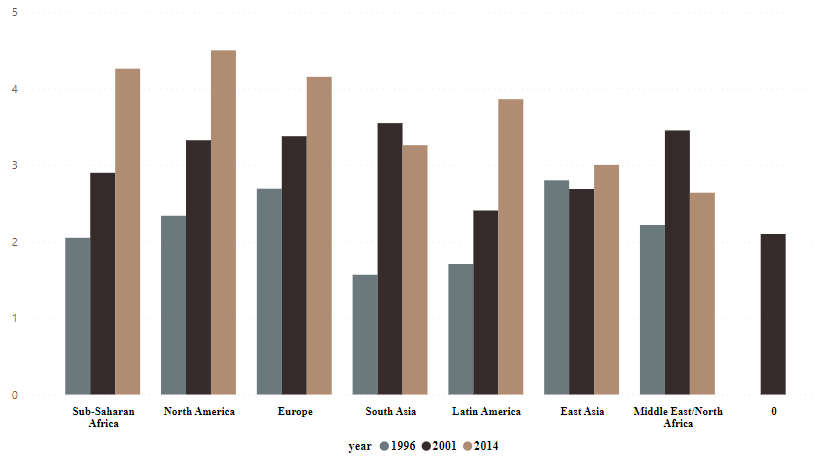 5
4
3
2
1
0
Sub-Saharan
Africa
North America
Europe
South Asia
Latin America
East Asia
Middle East/North
Africa
0
year 1996 2001 2014